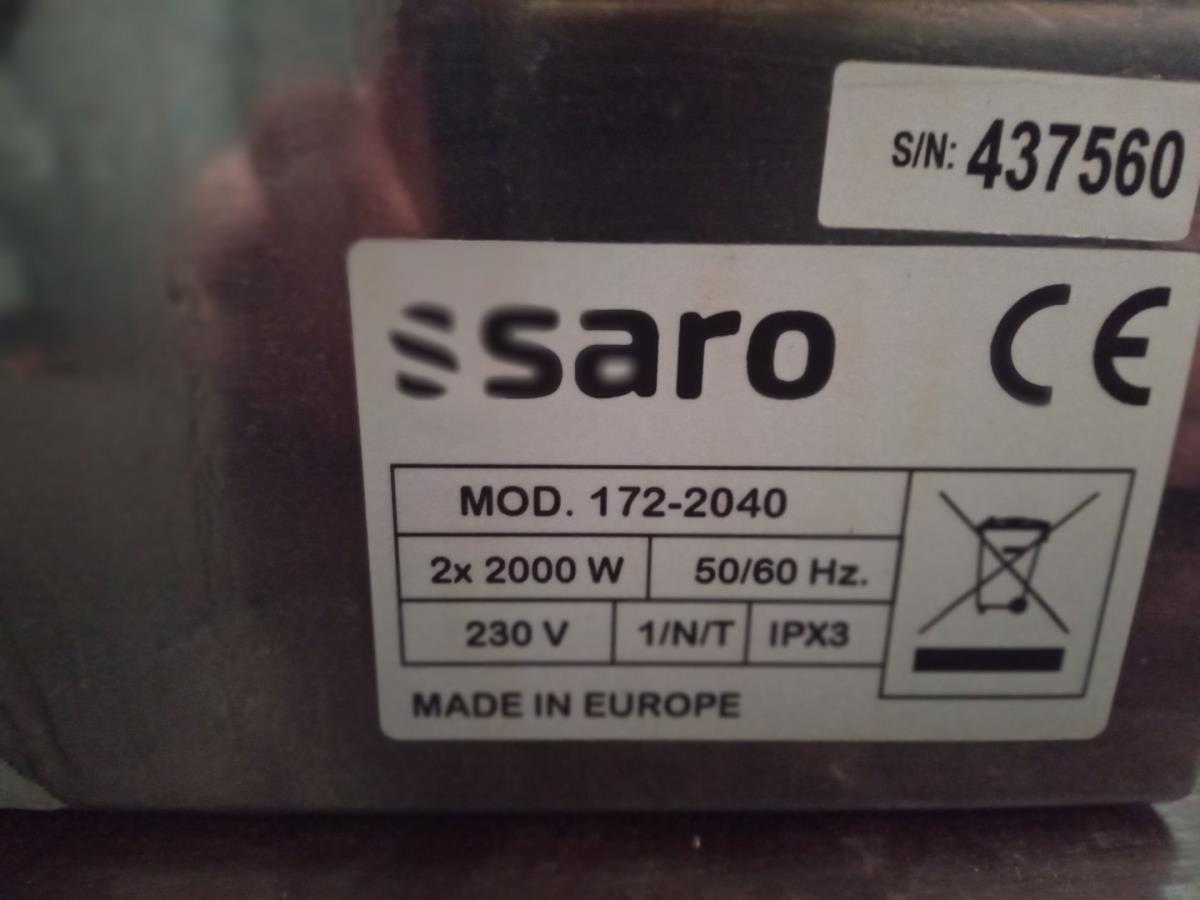 S/N: 437560
saro CE
MOD. 172-2040
2x 2000 W 50/60 Hz.
230 V 1/N/T IPX3
MADE IN EUROPE